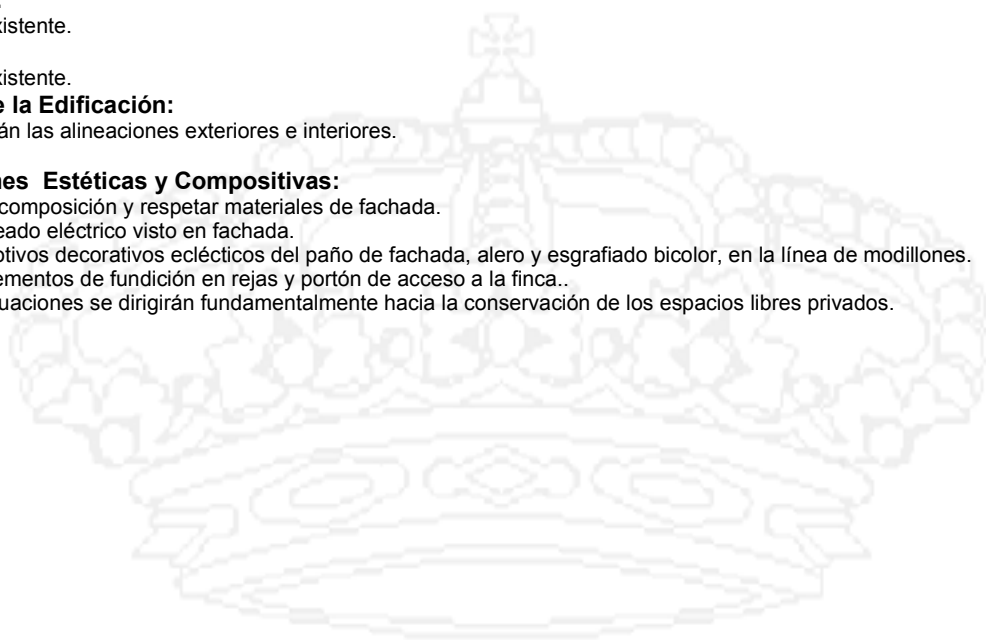 xistente.
xistente.
e la Edificación:
án las alineaciones exteriores e interiores.
nes Estéticas y Compositivas:
composición y respetar materiales de fachada.
eado eléctrico visto en fachada.
otivos decorativos eclécticos del paño de fachada, alero y esgrafiado bicolor, en la línea de modillones.
ementos de fundición en rejas y portón de acceso a la finca..
uaciones se dirigirán fundamentalmente hacia la conservación de los espacios libres privados.